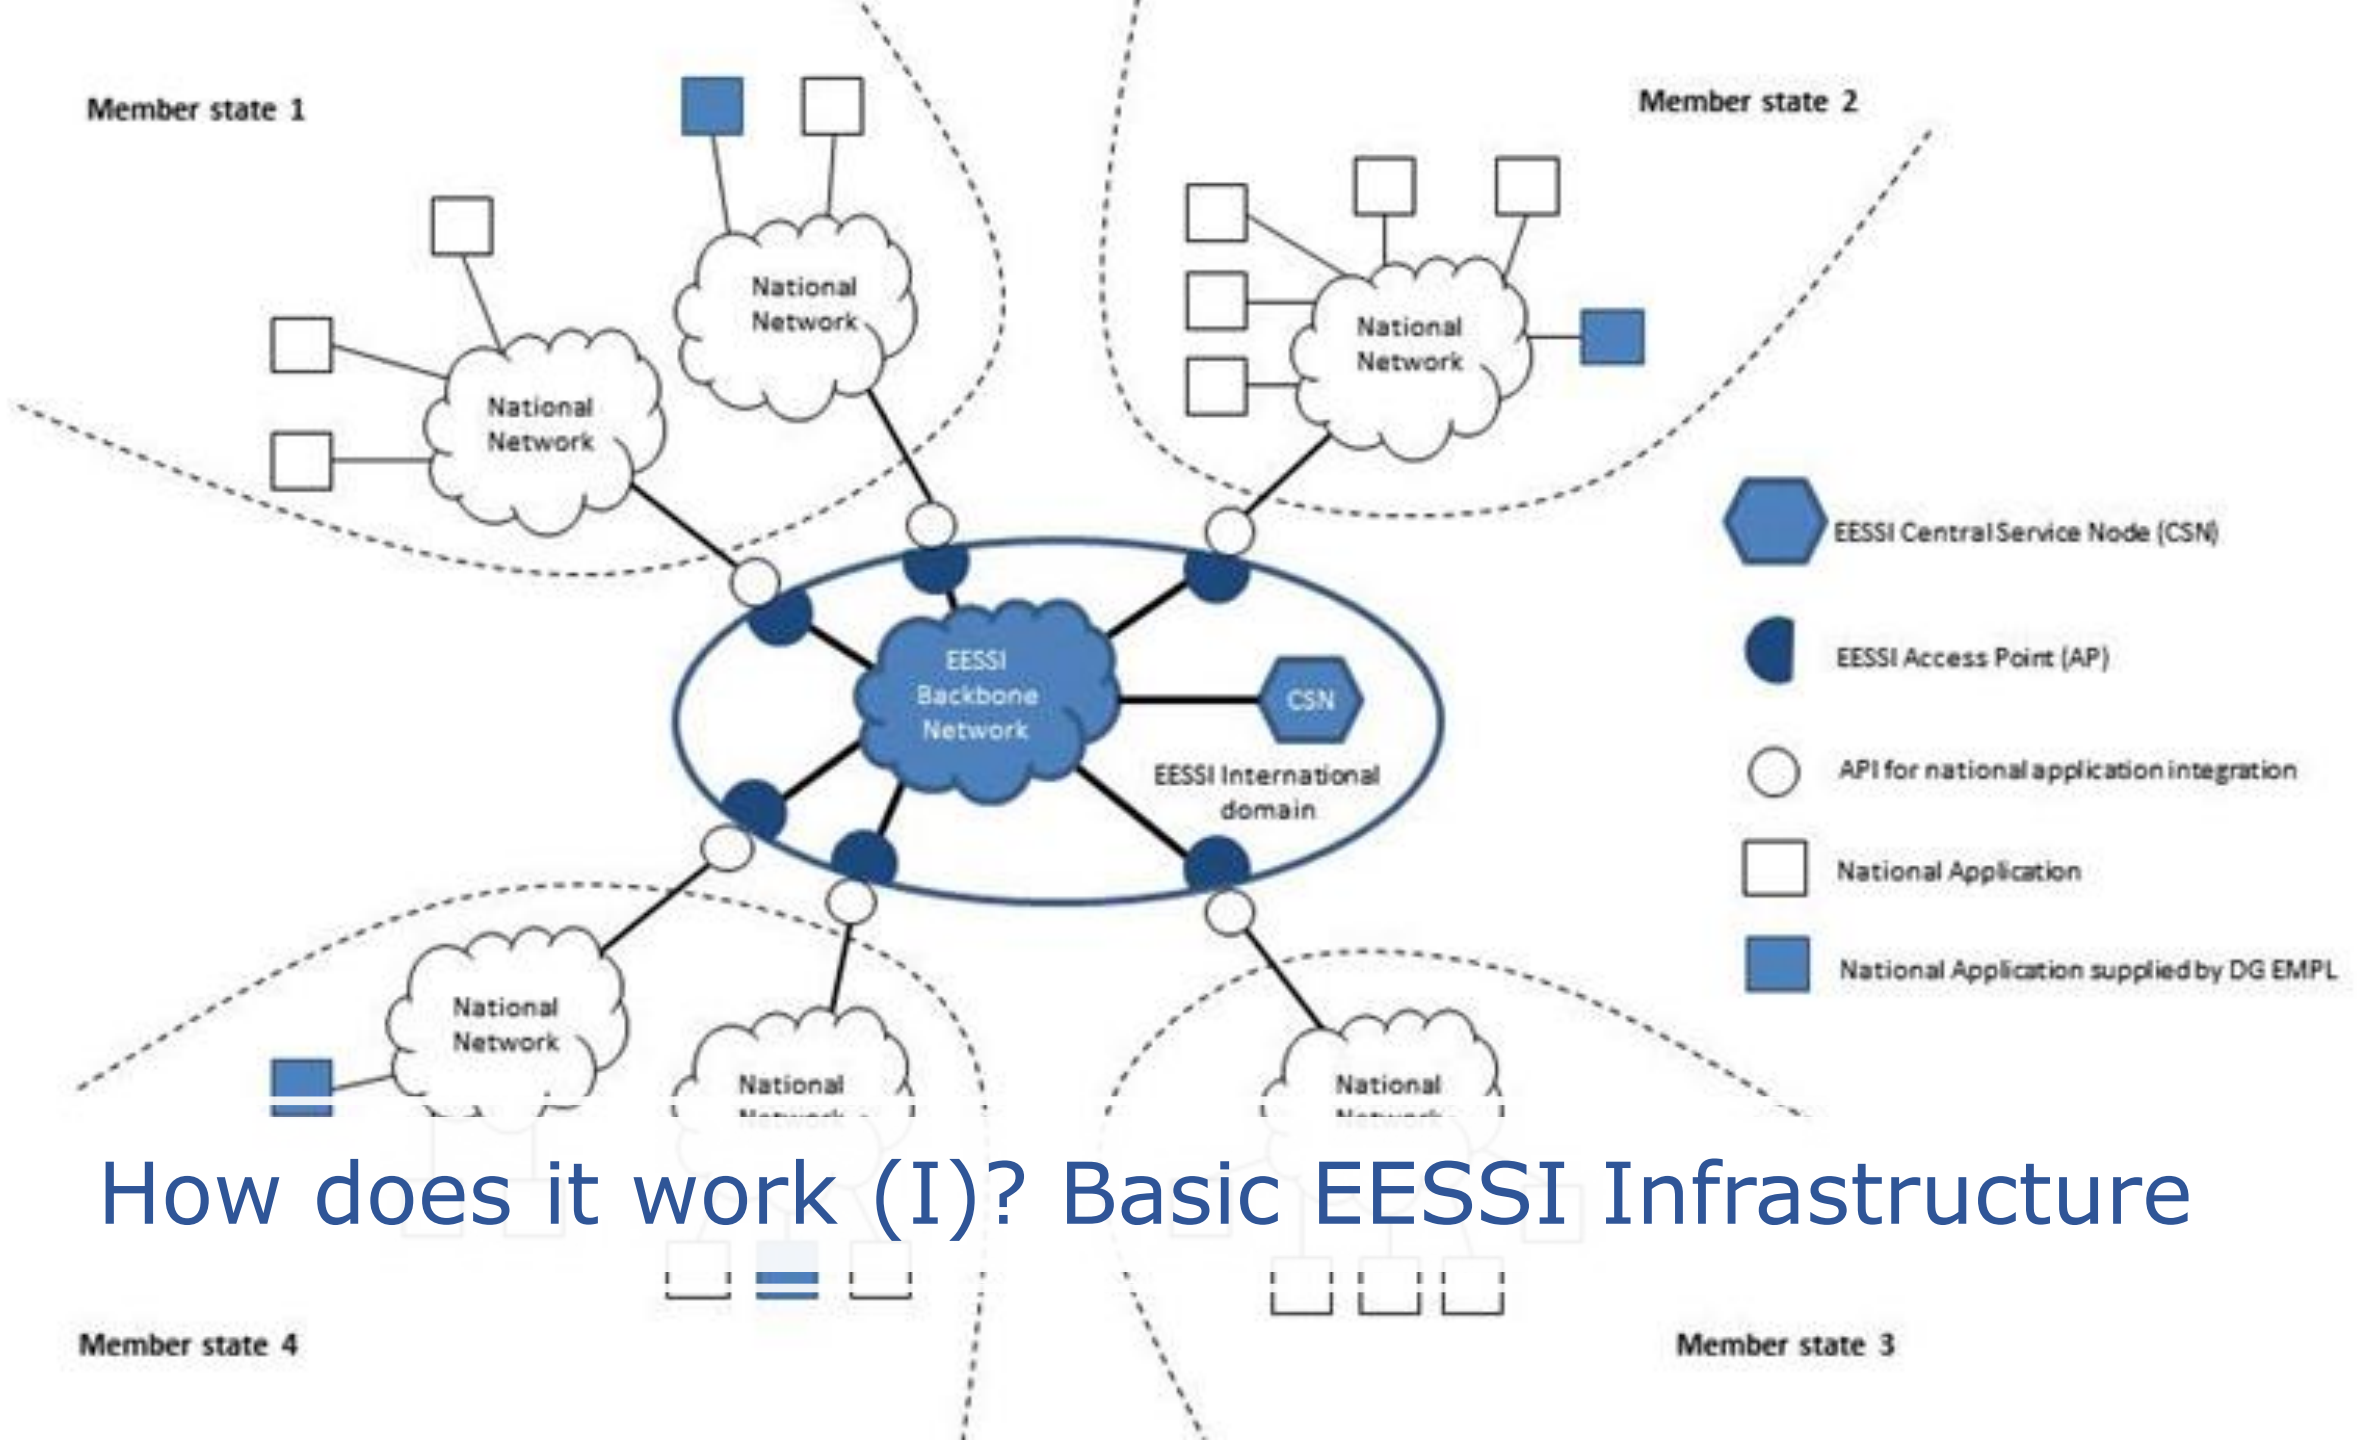 Member state 1
Member state 2
National
Network
National
Network
National
Network
EESSI
Backbone
Network
CSN
EESSI International
domain
EESSI Central Service Node (CSN)
EESSI Access Point (AP)
API for national application integration
National Application
National Application supplied by DG EMPL
National
Network
National
Network
National
Network
How does it work (I)? Basic EESSI Infrastructure
Member state 4
Member state 3